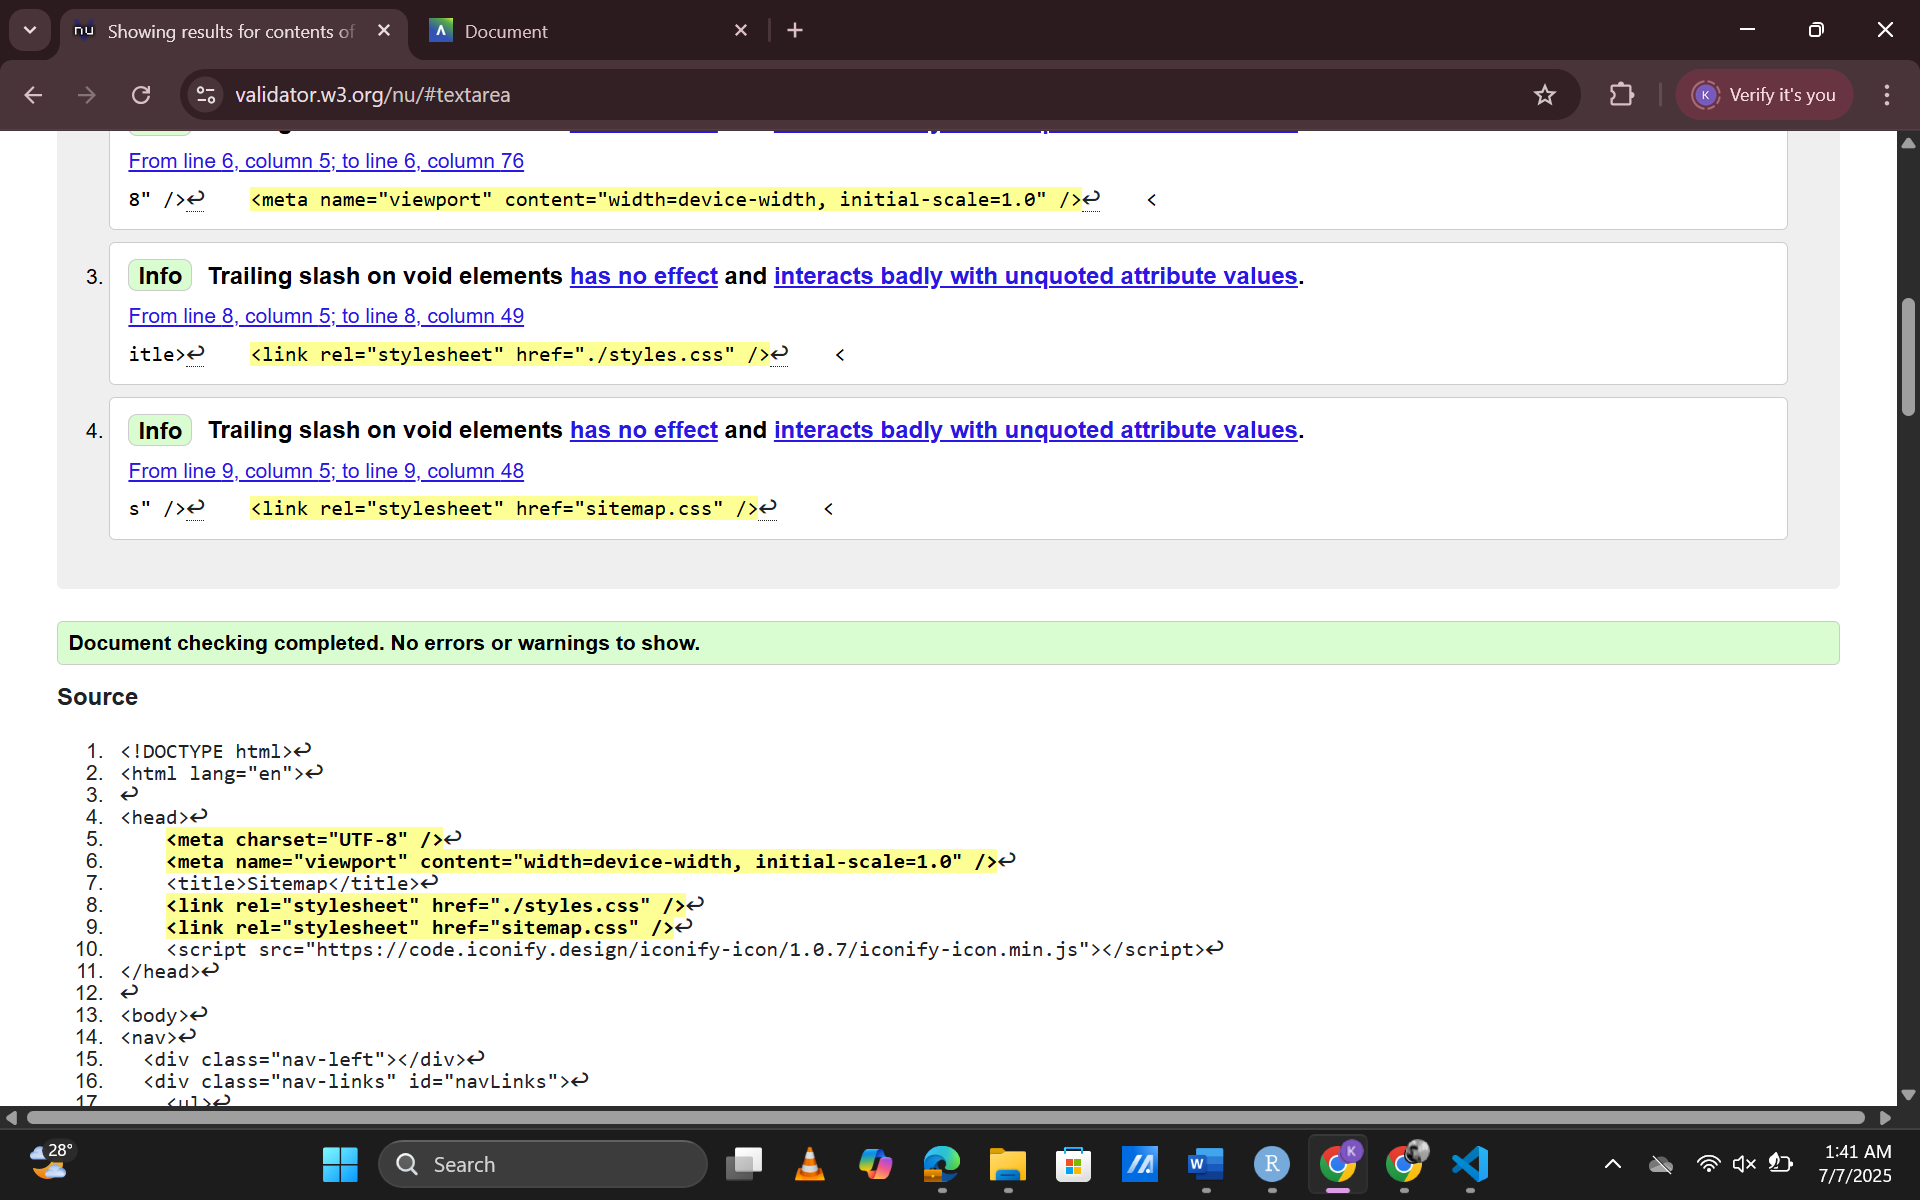 nu Showing results for contents of
Document
validator.w3.org/nu/#textarea
K Verify it's you
From line 6, column 5; to line 6, column 76
8" />↩    <meta name="viewport" content="width=device-width, initial-scale=1.0" />↩    <
3. Info Trailing slash on void elements has no effect and interacts badly with unquoted attribute values.
From line 8, column 5; to line 8, column 49
itle>↩    <link rel="stylesheet" href="./styles.css" />↩    <
4. Info Trailing slash on void elements has no effect and interacts badly with unquoted attribute values.
From line 9, column 5; to line 9, column 48
s" />↩    <link rel="stylesheet" href="sitemap.css" />↩    <
Document checking completed. No errors or warnings to show.
Source
1. <!DOCTYPE html>↩
2. <html lang="en">↩
3. ↩
4. <head>↩
5.     <meta charset="UTF-8" />↩
6.     <meta name="viewport" content="width=device-width, initial-scale=1.0" />↩
7.     <title>Sitemap</title>↩
8.     <link rel="stylesheet" href="./styles.css" />↩
9.     <link rel="stylesheet" href="sitemap.css" />↩
10.     <script src="https://code.iconify.design/iconify-icon/1.0.7/iconify-icon.min.js"></script>↩
11. </head>↩
12. ↩
13. <body>↩
14. <nav>↩
15.   <div class="nav-left"></div>↩
16.   <div class="nav-links" id="navLinks">↩
17.     <ul>↩
28°
Search
W
R
K
1:41 AM
7/7/2025